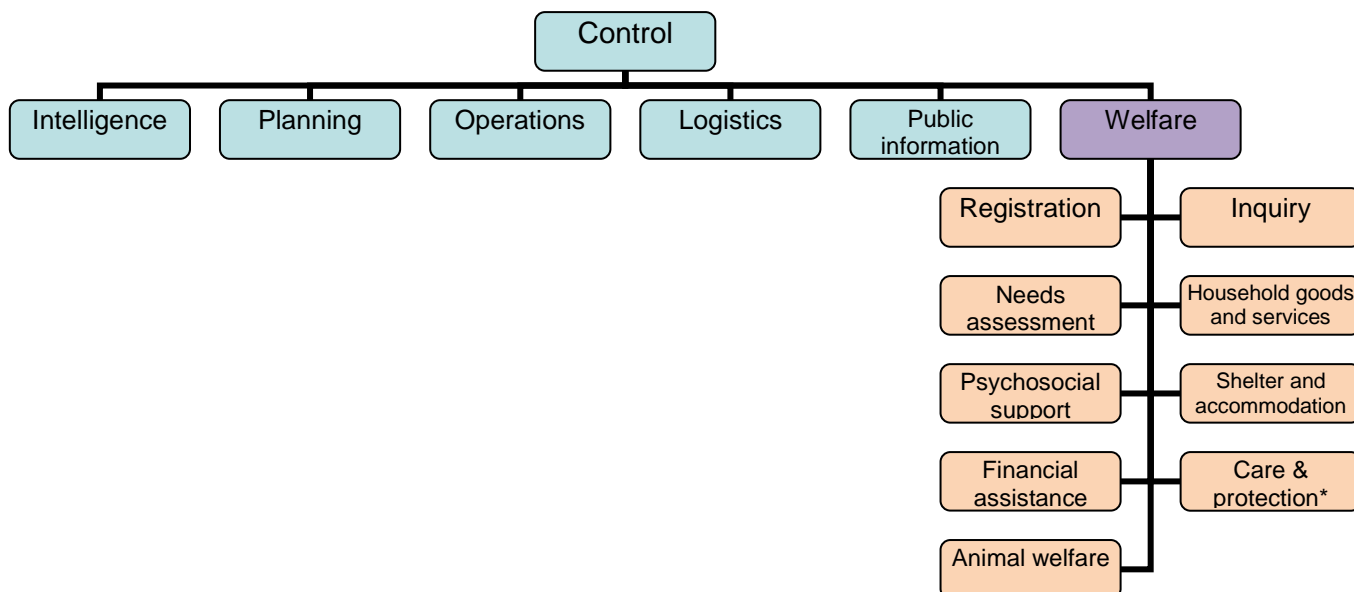 Control
Intelligence
Planning
Operations
Logistics
Public
information
Welfare
Registration
Inquiry
Needs
assessment
Household goods
and services
Psychosocial
support
Shelter and
accommodation
Financial
assistance
Care &
protection*
Animal welfare